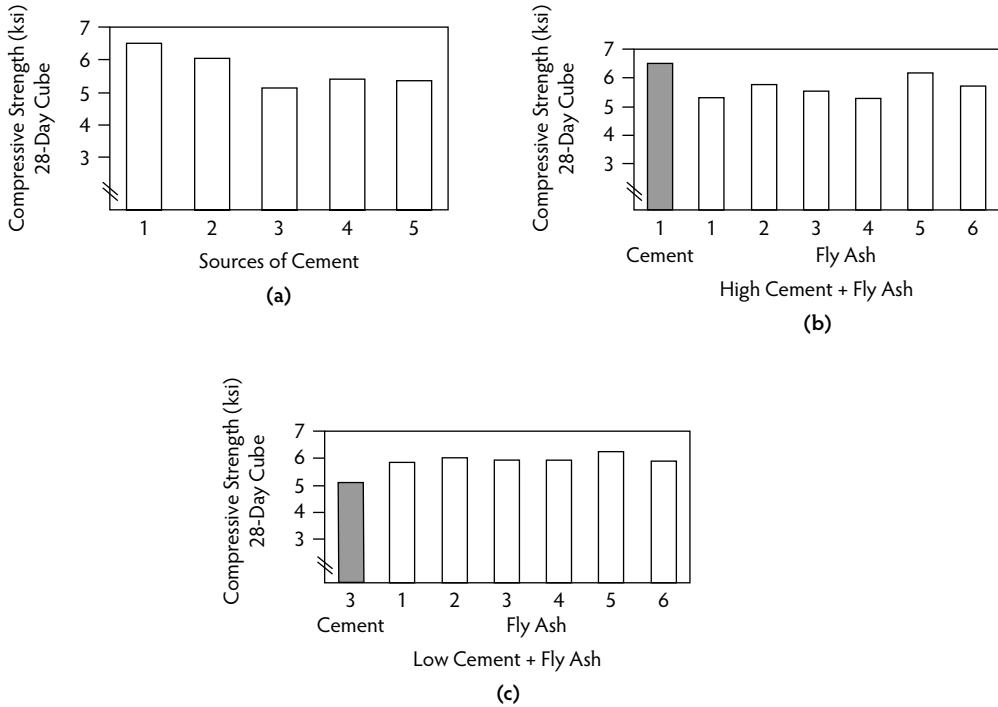 Compressive Strength (ksi)
28-Day Cube
7
6
5
4
3
1 2 3 4 5
Sources of Cement
(a)
Compressive Strength (ksi)
28-Day Cube
7
6
5
4
3
1 1 2 3 4 5 6
Cement Fly Ash
High Cement + Fly Ash
(b)
Compressive Strength (ksi)
28-Day Cube
7
6
5
4
3
3 1 2 3 4 5 6
Cement Fly Ash
Low Cement + Fly Ash
(c)